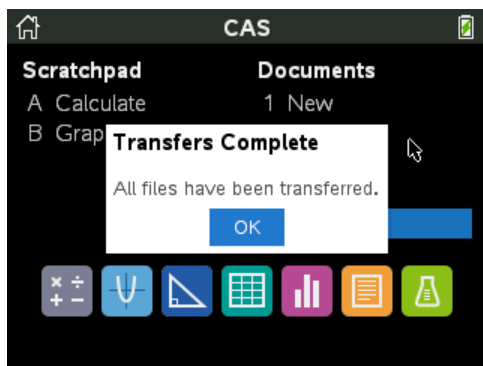 CAS
Scratchpad
A Calculate
B Grap
Documents
1 New
Transfers Complete
All files have been transferred.
OK